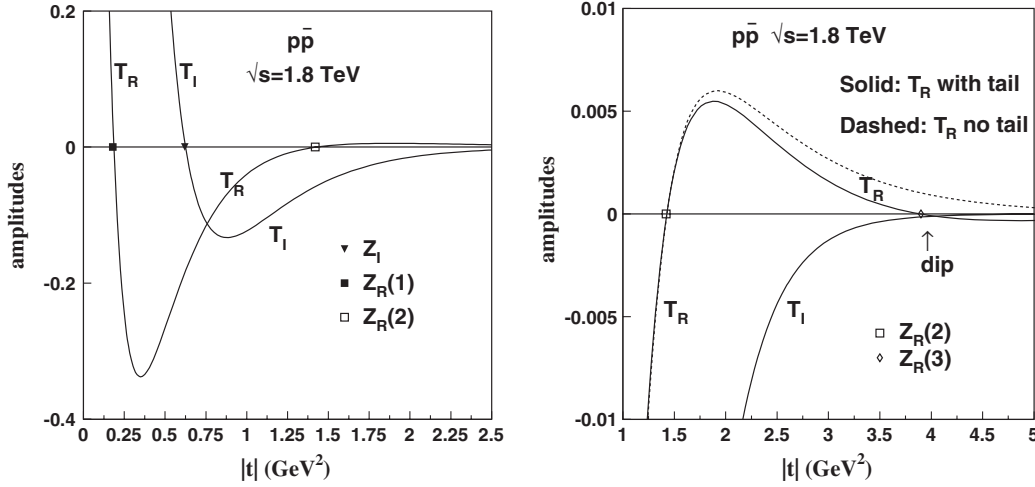 0.2
0
-0.2
-0.4
amplitudes
pp̄
√s=1.8 TeV
T_R
T_I
T_R
T_I
Z_I
Z_R(1)
Z_R(2)
0 0.25 0.5 0.75 1 1.25 1.5 1.75 2 2.25 2.5
|t| (GeV²)
0.01
0.005
0
-0.005
-0.01
amplitudes
pp̄ √s=1.8 TeV
Solid: T_R with tail
Dashed: T_R no tail
T_R
↑
dip
T_R
T_I
Z_R(2)
Z_R(3)
1 1.5 2 2.5 3 3.5 4 4.5 5
|t| (GeV²)